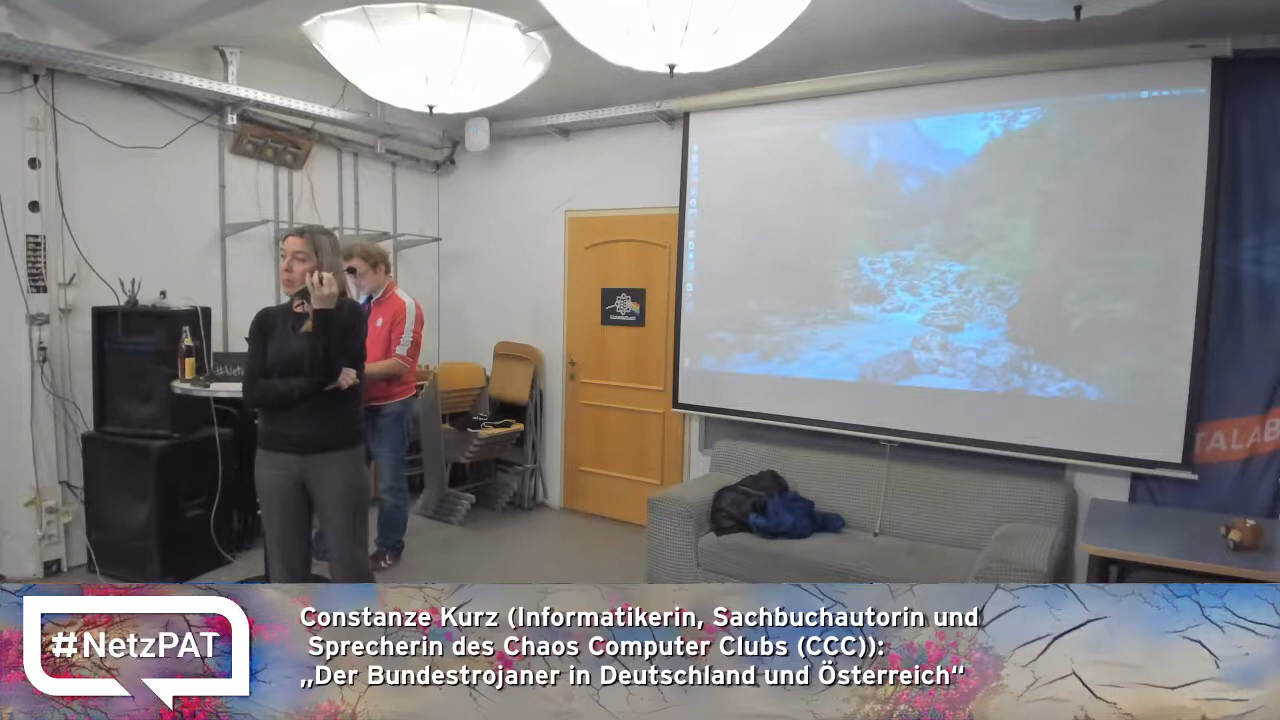 TALAB
#Netz
#NetzPAT
Constanze Kurz (Informatikerin, Sachbuchautorin und
Sprecherin des Chaos Computer Clubs (CCC)):
„Der Bundestrojaner in Deutschland und Österreich“